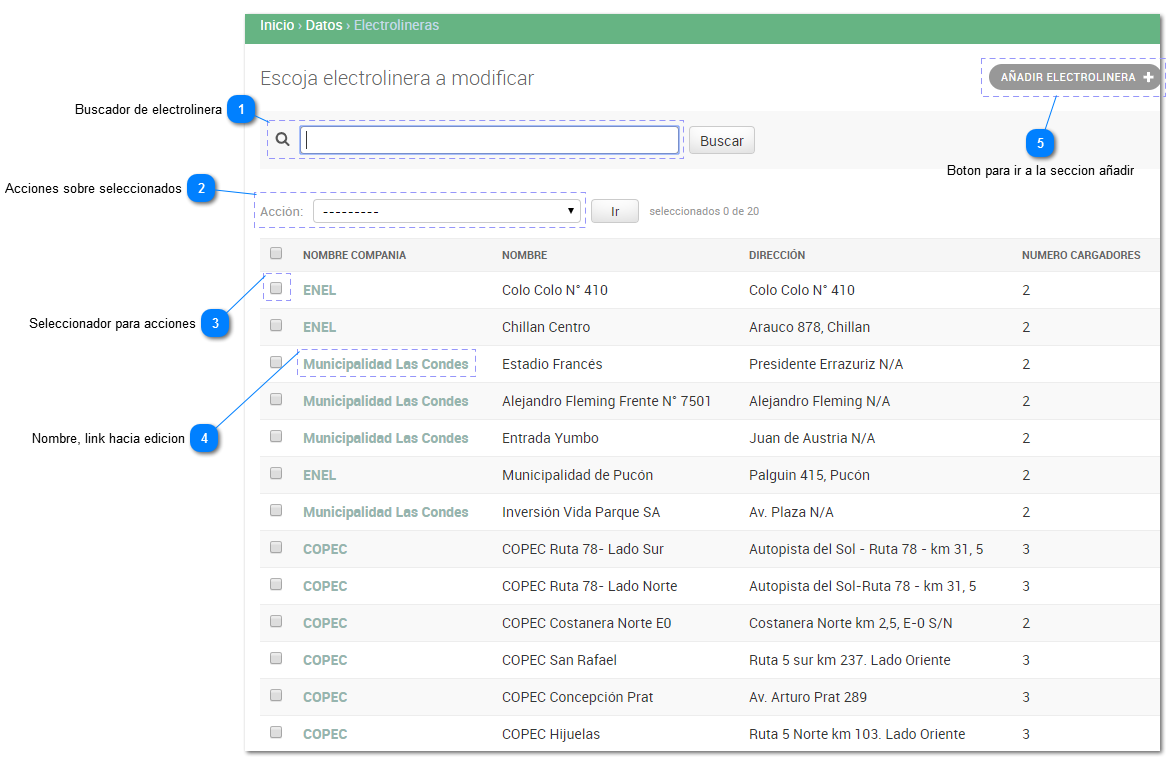 Inicio › Datos › Electrolineras
Escoja electrolinera a modificar
AÑADIR ELECTROLINERA +
Buscador de electrolinera
1
Buscar
5
Boton para ir a la seccion añadir
Acciones sobre seleccionados
2
Acción: --------- Ir seleccionados 0 de 20
NOMBRE COMPANIA NOMBRE DIRECCIÓN NUMERO CARGADORES
ENEL Colo Colo N° 410 Colo Colo N° 410 2
Seleccionador para acciones
3
ENEL Chillan Centro Arauco 878, Chillan 2
Municipalidad Las Condes Estadio Francés Presidente Errazuriz N/A 2
Municipalidad Las Condes Alejandro Fleming Frente N° 7501 Alejandro Fleming N/A 2
Nombre, link hacia edicion
4
Municipalidad Las Condes Entrada Yumbo Juan de Austria N/A 2
ENEL Municipalidad de Pucón Palguin 415, Pucón 2
Municipalidad Las Condes Inversión Vida Parque SA Av. Plaza N/A 2
COPEC COPEC Ruta 78- Lado Sur Autopista del Sol - Ruta 78 - km 31, 5 3
COPEC COPEC Ruta 78- Lado Norte Autopista del Sol-Ruta 78 - km 31, 5 3
COPEC COPEC Costanera Norte E0 Costanera Norte km 2,5, E-0 S/N 2
COPEC COPEC San Rafael Ruta 5 sur km 237. Lado Oriente 3
COPEC COPEC Concepción Prat Av. Arturo Prat 289 3
COPEC COPEC Hijuelas Ruta 5 Norte km 103. Lado Oriente 3